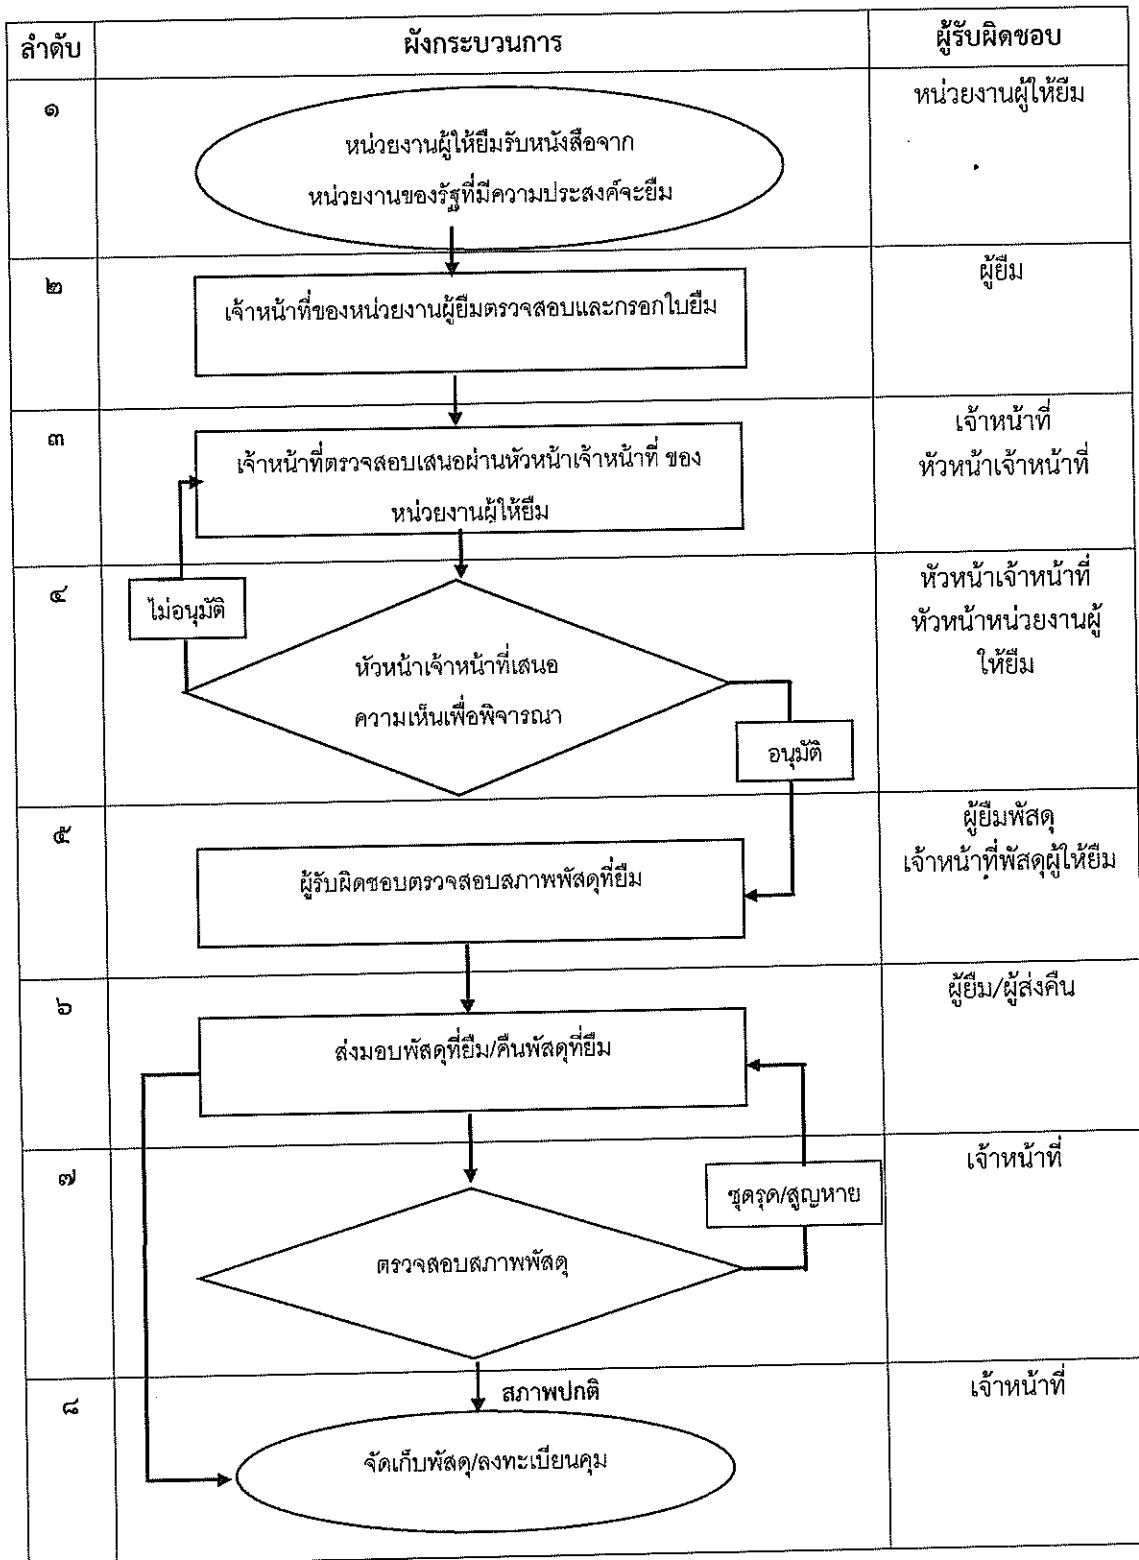 ลำดับ
ผังกระบวนการ
ผู้รับผิดชอบ
๑
หน่วยงานผู้ให้ยืมรับหนังสือจาก
หน่วยงานของรัฐที่มีความประสงค์จะยืม
หน่วยงานผู้ให้ยืม
๒
เจ้าหน้าที่ของหน่วยงานผู้ยืมตรวจสอบและกรอกใบยืม
ผู้ยืม
๓
เจ้าหน้าที่ตรวจสอบเสนอผ่านหัวหน้าเจ้าหน้าที่ ของ
หน่วยงานผู้ให้ยืม
เจ้าหน้าที่
หัวหน้าเจ้าหน้าที่
๔
ไม่อนุมัติ
หัวหน้าเจ้าหน้าที่เสนอ
ความเห็นเพื่อพิจารณา
อนุมัติ
หัวหน้าเจ้าหน้าที่
หัวหน้าหน่วยงานผู้
ให้ยืม
๕
ผู้รับผิดชอบตรวจสอบสภาพพัสดุที่ยืม
ผู้ยืมพัสดุ
เจ้าหน้าที่พัสดุผู้ให้ยืม
๖
ส่งมอบพัสดุที่ยืม/คืนพัสดุที่ยืม
ผู้ยืม/ผู้ส่งคืน
๗
ชุดรุด/สูญหาย
ตรวจสอบสภาพพัสดุ
เจ้าหน้าที่
๘
สภาพปกติ
จัดเก็บพัสดุ/ลงทะเบียนคุม
เจ้าหน้าที่